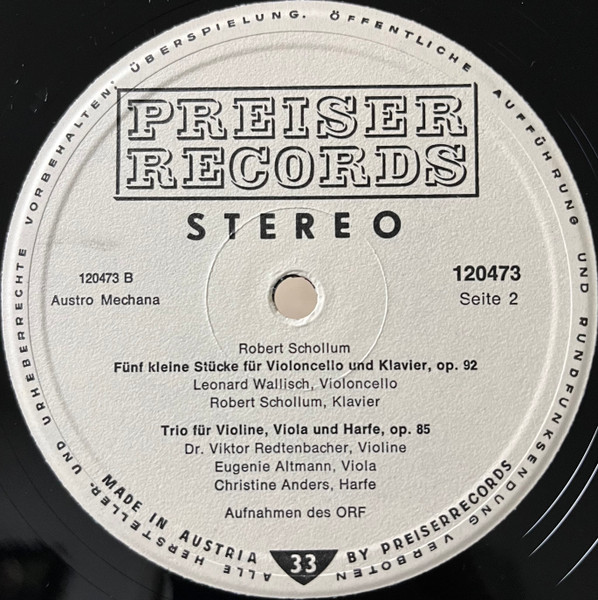 PREISER
RECORDS
STEREO
120473 B
Austro Mechana
120473
Seite 2
Robert Schollum
Fünf kleine Stücke für Violoncello und Klavier, op. 92
Leonard Wallisch, Violoncello
Robert Schollum, Klavier
Trio für Violine, Viola und Harfe, op. 85
Dr. Viktor Redtenbacher, Violine
Eugenie Altmann, Viola
Christine Anders, Harfe
Aufnahmen des ORF
MADE IN AUSTRIA
33
BY PREISERRECORDS
ALLE HERSTELLER- UND URHEBERRECHTE VORBEHALTEN. ÜBERSPIELUNG. ÖFFENTLICHE AUFFÜHRUNG UND RUNDFUNKSENDUNG VERBOTEN